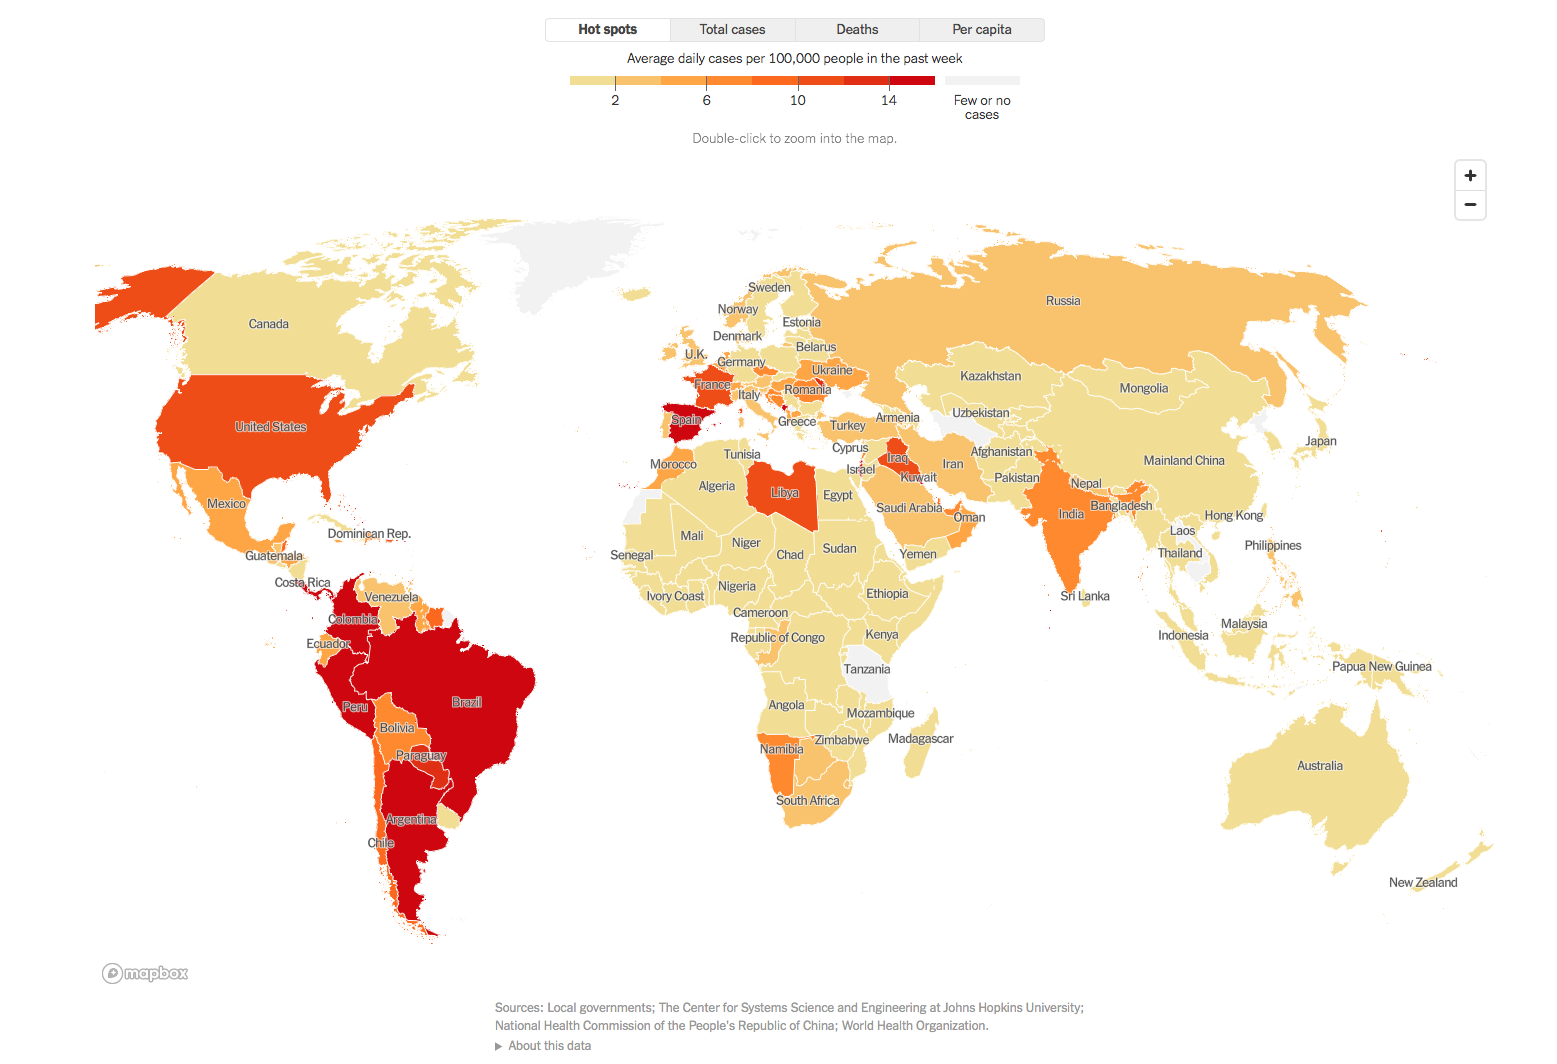 Hot spots
Total cases
Deaths
Per capita
Average daily cases per 100,000 people in the past week
2
6
10
14
Few or no
cases
Double-click to zoom into the map.
+
−
Sweden
Norway
Russia
Canada
Estonia
Denmark
Belarus
U.K.
Germany
Ukraine
France
Kazakhstan
Mongolia
Italy
Romania
Uzbekistan
Spain
Greece
Turkey
Armenia
United States
Japan
Cyprus
Afghanistan
Tunisia
Iraq
Mainland China
Morocco
Israel
Iran
Kuwait
Pakistan
Nepal
Algeria
Libya
Egypt
Mexico
Saudi Arabia
Bangladesh
India
Hong Kong
Oman
Dominican Rep.
Mali
Niger
Laos
Guatemala
Senegal
Chad
Sudan
Yemen
Thailand
Philippines
Costa Rica
Venezuela
Ivory Coast
Nigeria
Ethiopia
Sri Lanka
Colombia
Cameroon
Malaysia
Ecuador
Republic of Congo
Kenya
Indonesia
Tanzania
Papua New Guinea
Peru
Brazil
Angola
Mozambique
Bolivia
Zimbabwe
Madagascar
Namibia
Paraguay
Australia
South Africa
Argentina
Chile
New Zealand
mapbox
Sources: Local governments; The Center for Systems Science and Engineering at Johns Hopkins University;
National Health Commission of the People's Republic of China; World Health Organization.
► About this data